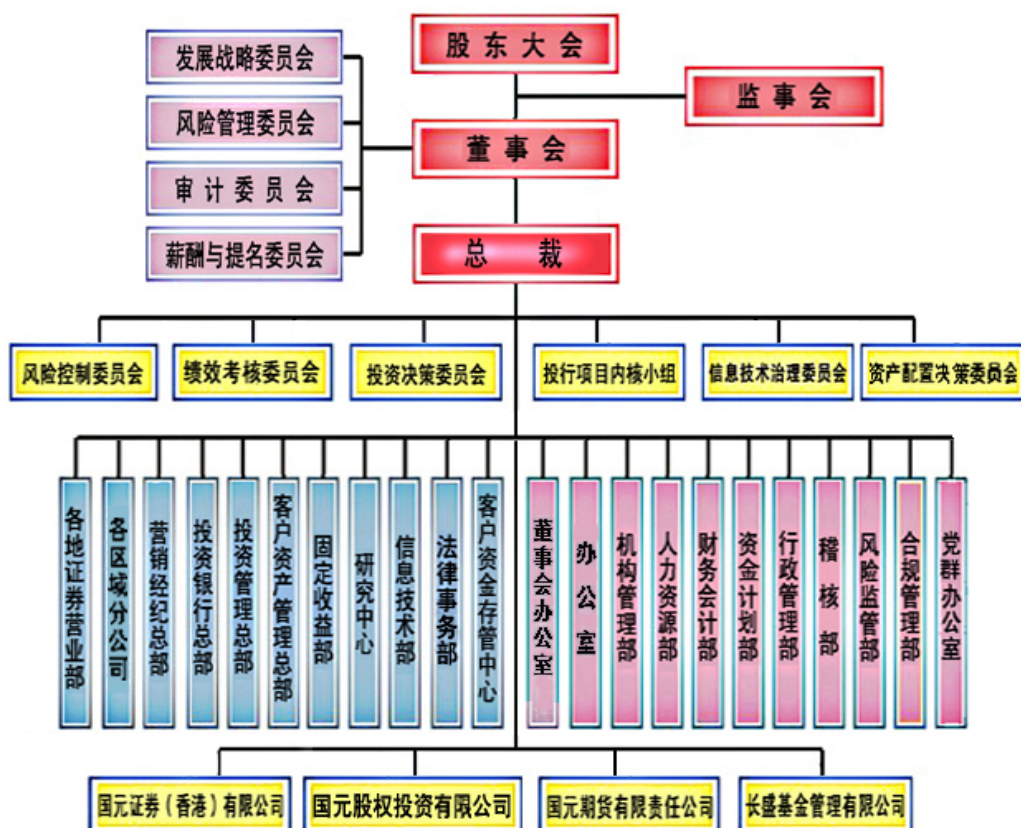 股东大会
监事会
董事会
发展战略委员会
风险管理委员会
审计委员会
薪酬与提名委员会
总裁
风险控制委员会
绩效考核委员会
投资决策委员会
投行项目内核小组
信息技术治理委员会
资产配置决策委员会
各地证券营业部
各区域分公司
营销经纪总部
投资银行总部
投资管理总部
客户资产管理总部
固定收益部
研究中心
信息技术部
法律事务部
客户资金存管中心
董事会办公室
办公室
机构管理部
人力资源部
财务会计部
资金计划部
行政管理部
稽核部
风险监管部
合规管理部
党群办公室
国元证券（香港）有限公司
国元股权投资有限公司
国元期货有限责任公司
长盛基金管理有限公司